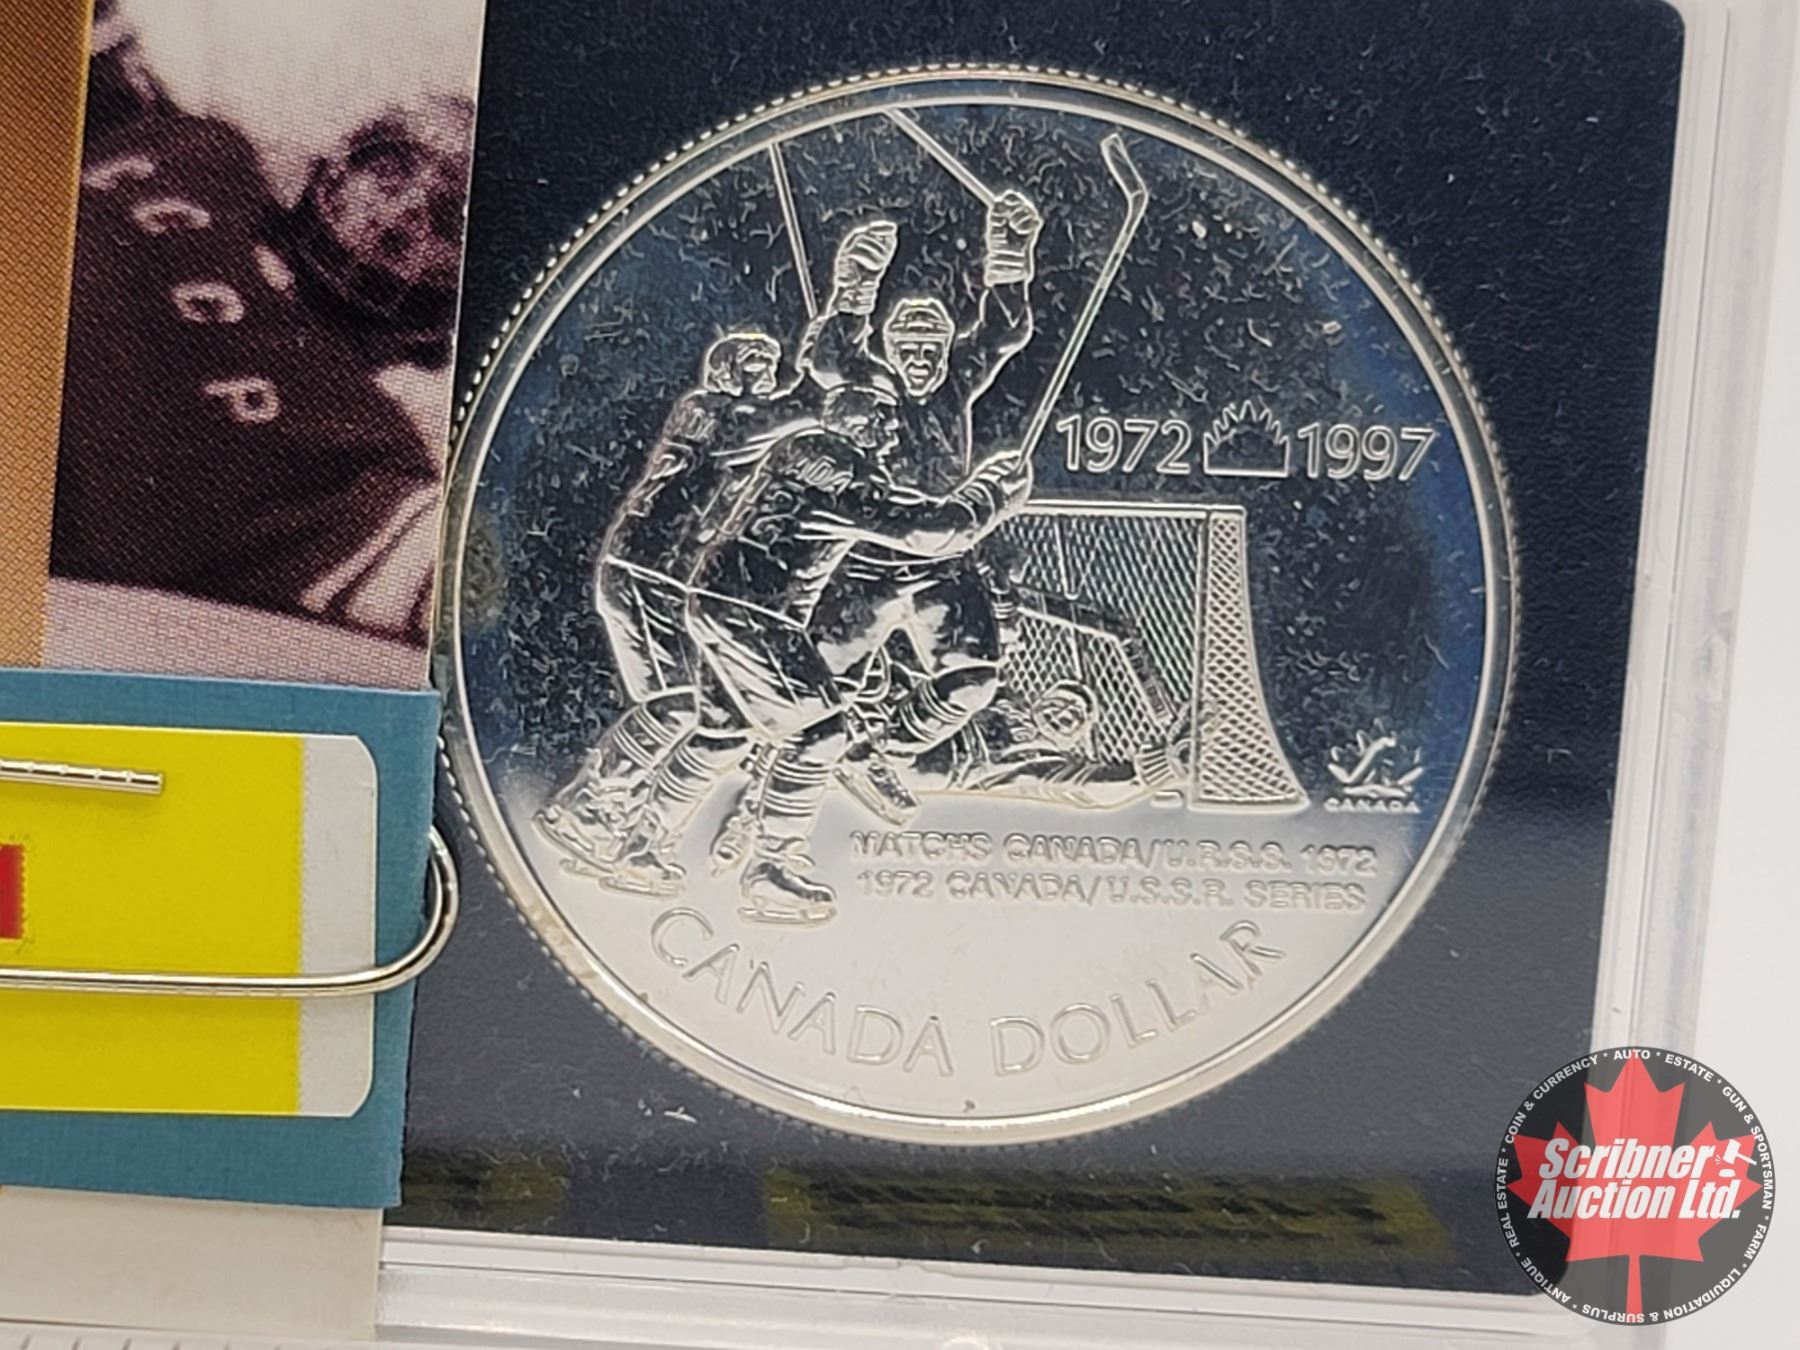 C C C P
1972 1997
CANADA
MATCHS CANADA/U.R.S.S. 1972
1972 CANADA/U.S.S.R. SERIES
CANADA DOLLAR
Scribner
Auction Ltd.
COIN & CURRENCY * AUTO * ESTATE * GUN & SPORTSMAN * FARM * LIQUIDATION & SURPLUS * ANTIQUE * REAL ESTATE *